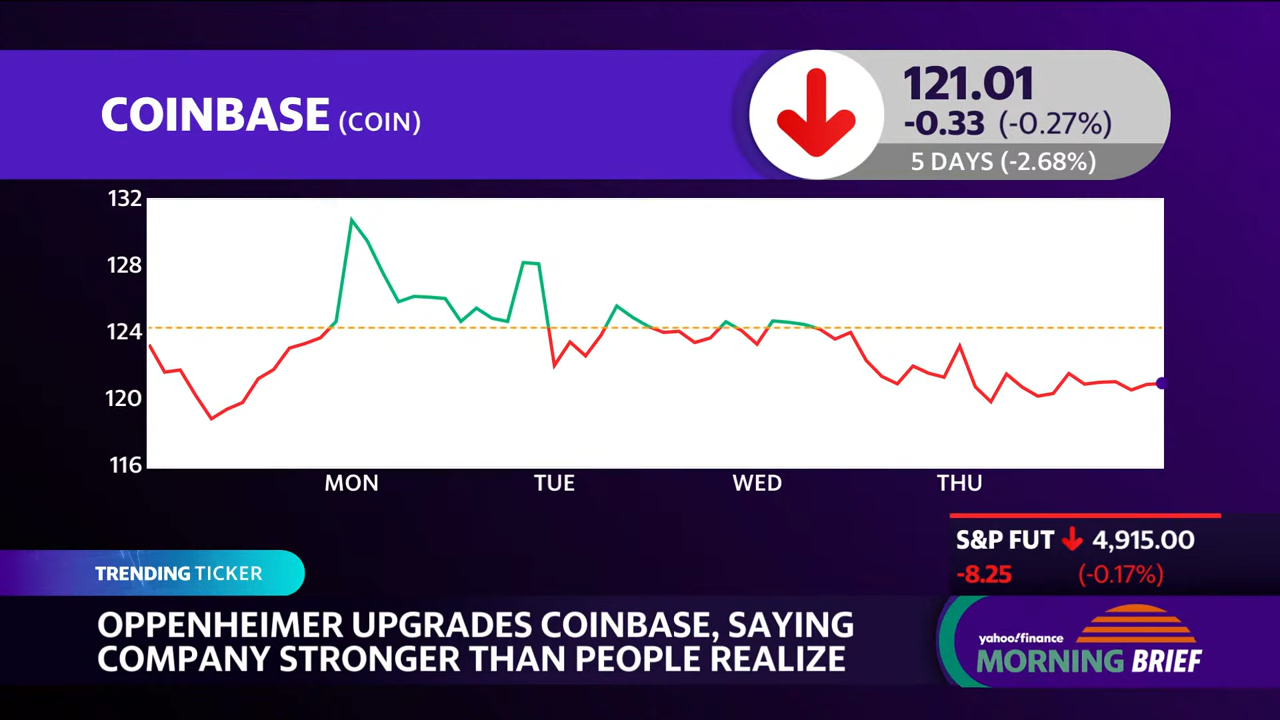 COINBASE (COIN)
121.01
-0.33 (-0.27%)
5 DAYS (-2.68%)
132
128
124
120
116
MON TUE WED THU
S&P FUT 4,915.00
-8.25 (-0.17%)
TRENDING TICKER
OPPENHEIMER UPGRADES COINBASE, SAYING
COMPANY STRONGER THAN PEOPLE REALIZE
yahoo!finance
MORNING BRIEF